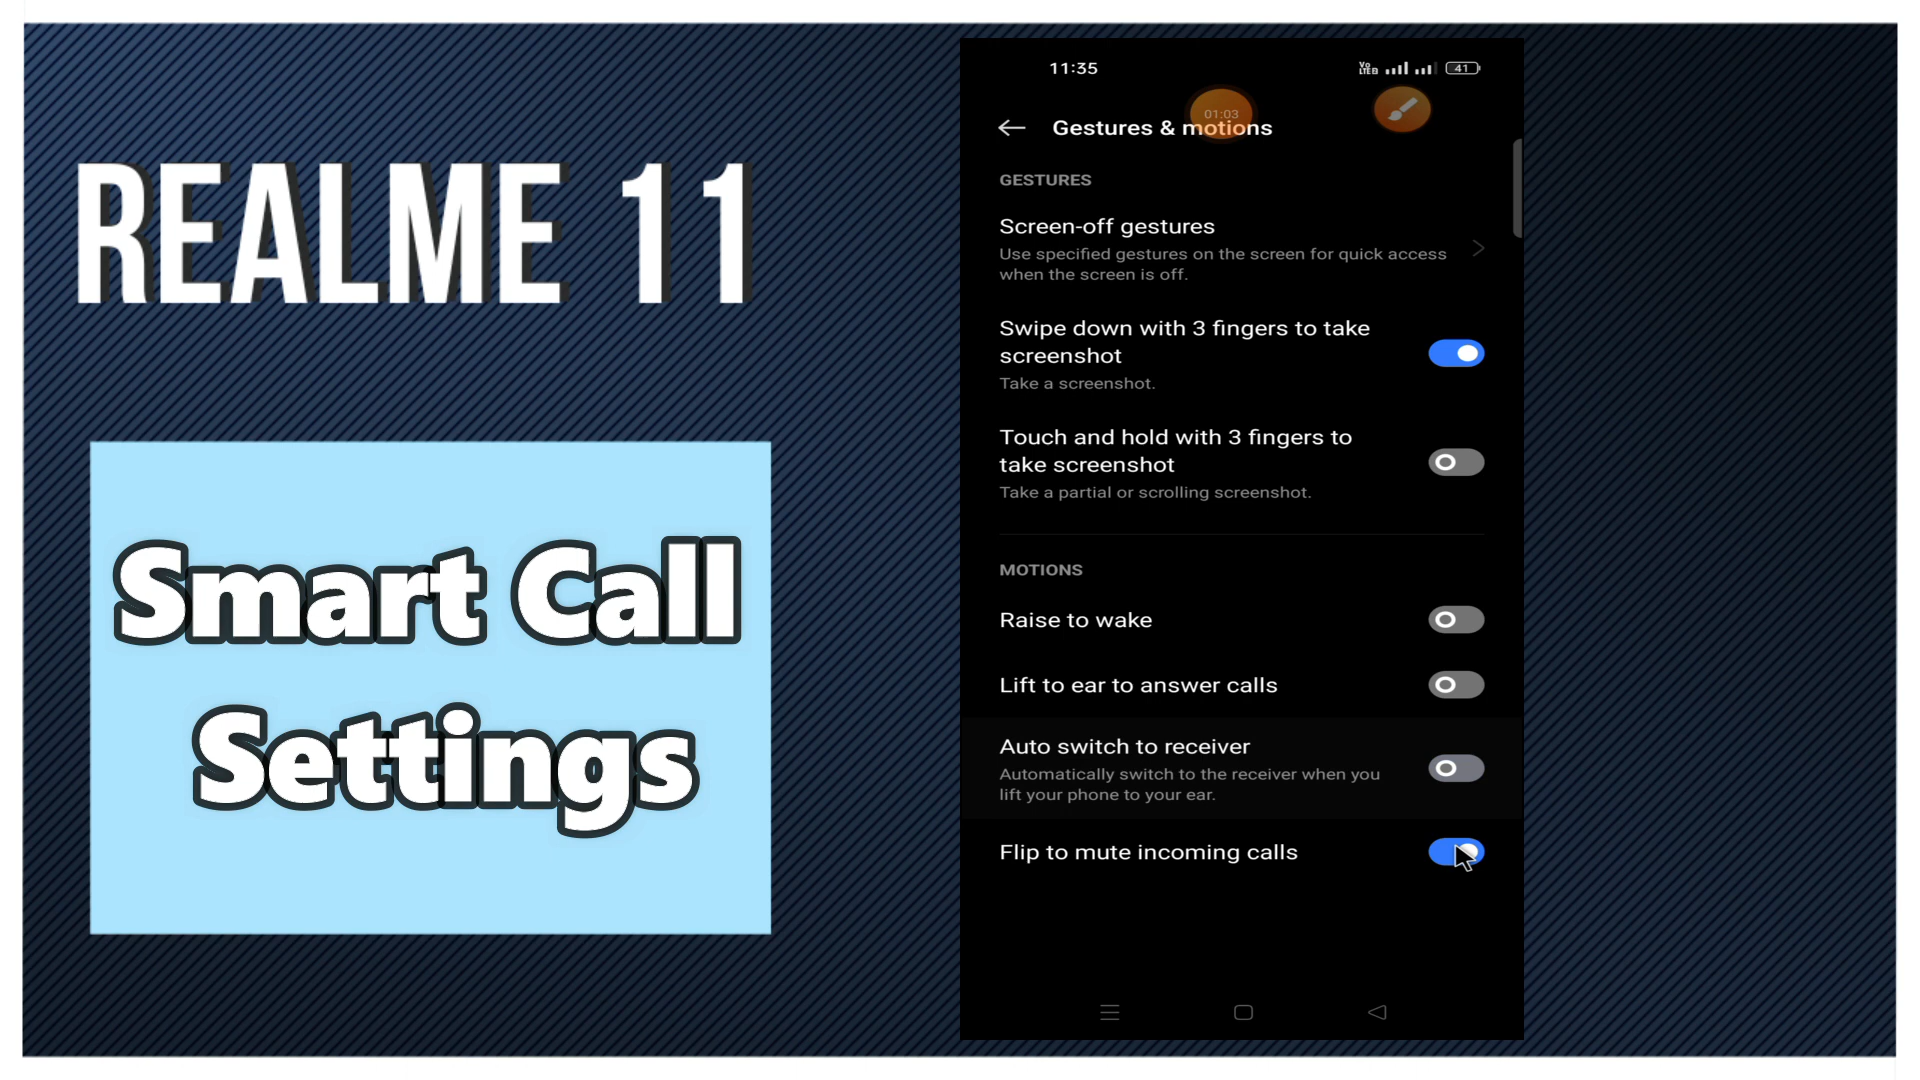 REALME 11
Smart Call
Settings
11:35
Vo
LTE2
41
01:03
Gestures & motions
GESTURES
Screen-off gestures
Use specified gestures on the screen for quick access
when the screen is off.
Swipe down with 3 fingers to take
screenshot
Take a screenshot.
Touch and hold with 3 fingers to
take screenshot
Take a partial or scrolling screenshot.
MOTIONS
Raise to wake
Lift to ear to answer calls
Auto switch to receiver
Automatically switch to the receiver when you
lift your phone to your ear.
Flip to mute incoming calls